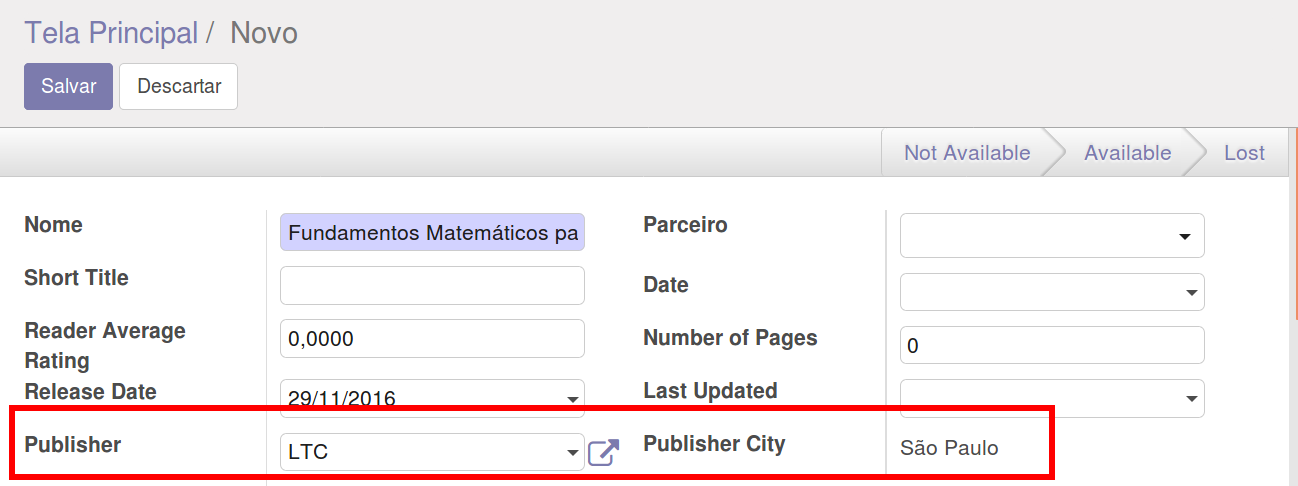 Tela Principal / Novo
Salvar Descartar
Not Available Available Lost
Nome Fundamentos Matemáticos pa Parceiro
Short Title Date
Reader Average Rating 0,0000 Number of Pages 0
Release Date 29/11/2016 Last Updated
Publisher LTC Publisher City São Paulo